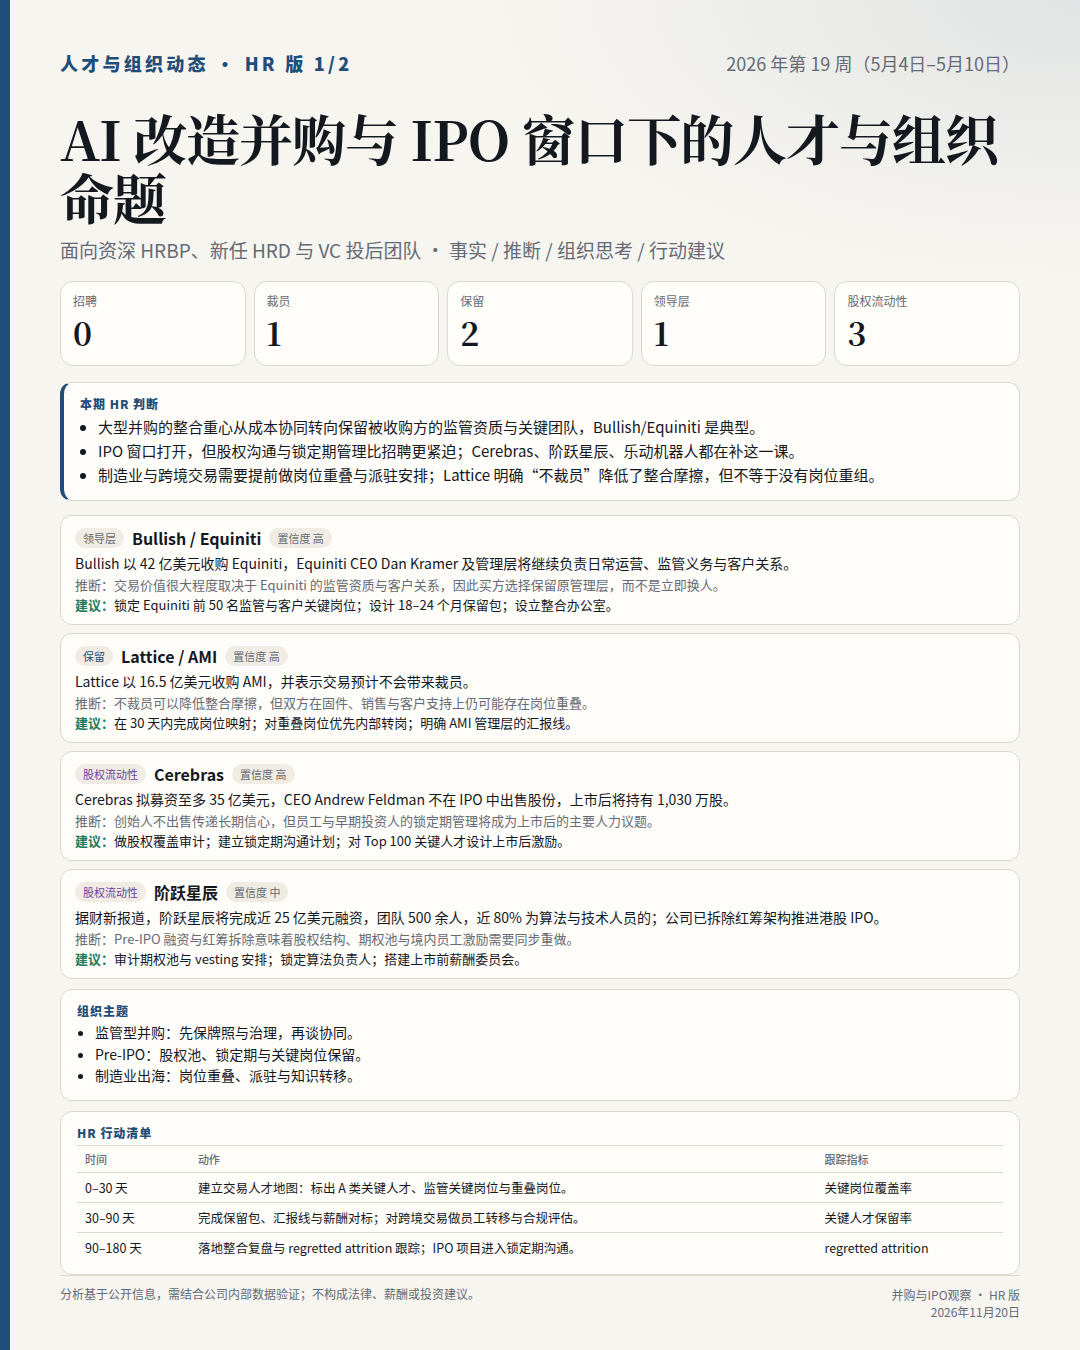 人才与组织动态 · HR 版 1/2
2026 年第 19 周（5月4日–5月10日）
AI 改造并购与 IPO 窗口下的人才与组织
命题
面向资深 HRBP、新任 HRD 与 VC 投后团队 · 事实 / 推断 / 组织思考 / 行动建议
招聘
0
裁员
1
保留
2
领导层
1
股权流动性
3
本期 HR 判断
• 大型并购的整合重心从成本协同转向保留被收购方的监管资质与关键团队，Bullish/Equiniti 是典型。
• IPO 窗口打开，但股权沟通与锁定期管理比招聘更紧迫；Cerebras、阶跃星辰、乐动机器人都在补这一课。
• 制造业与跨境交易需要提前做岗位重叠与派驻安排；Lattice 明确“不裁员”降低了整合摩擦，但不等于没有岗位重组。
领导层 Bullish / Equiniti 置信度 高
Bullish 以 42 亿美元收购 Equiniti，Equiniti CEO Dan Kramer 及管理层将继续负责日常运营、监管义务与客户关系。
推断：交易价值很大程度取决于 Equiniti 的监管资质与客户关系，因此买方选择保留原管理层，而不是立即换人。
建议：锁定 Equiniti 前 50 名监管与客户关键岗位；设计 18–24 个月保留包；设立整合办公室。
保留 Lattice / AMI 置信度 高
Lattice 以 16.5 亿美元收购 AMI，并表示交易预计不会带来裁员。
推断：不裁员可以降低整合摩擦，但双方在固件、销售与客户支持上仍可能存在岗位重叠。
建议：在 30 天内完成岗位映射；对重叠岗位优先内部转岗；明确 AMI 管理层的汇报线。
股权流动性 Cerebras 置信度 高
Cerebras 拟募资至多 35 亿美元，CEO Andrew Feldman 不在 IPO 中出售股份，上市后将持有 1,030 万股。
推断：创始人不出售传递长期信心，但员工与早期投资人的锁定期管理将成为上市后的主要人力议题。
建议：做股权覆盖审计；建立锁定期沟通计划；对 Top 100 关键人才设计上市后激励。
股权流动性 阶跃星辰 置信度 中
据财新报道，阶跃星辰将完成近 25 亿美元融资，团队 500 余人，近 80% 为算法与技术人员的；公司已拆除红筹架构推进港股 IPO。
推断：Pre-IPO 融资与红筹拆除意味着股权结构、期权池与境内员工激励需要同步重做。
建议：审计期权池与 vesting 安排；锁定算法负责人；搭建上市前薪酬委员会。
组织主题
• 监管型并购：先保牌照与治理，再谈协同。
• Pre-IPO：股权池、锁定期与关键岗位保留。
• 制造业出海：岗位重叠、派驻与知识转移。
HR 行动清单
时间 动作 跟踪指标
0–30 天 建立交易人才地图：标出 A 类关键人才、监管关键岗位与重叠岗位。 关键岗位覆盖率
30–90 天 完成保留包、汇报线与薪酬对标；对跨境交易做员工转移与合规评估。 关键人才保留率
90–180 天 落地整合复盘与 regretted attrition 跟踪；IPO 项目进入锁定期沟通。 regretted attrition
分析基于公开信息，需结合公司内部数据验证；不构成法律、薪酬或投资建议。
并购与IPO观察 · HR 版
2026年11月20日